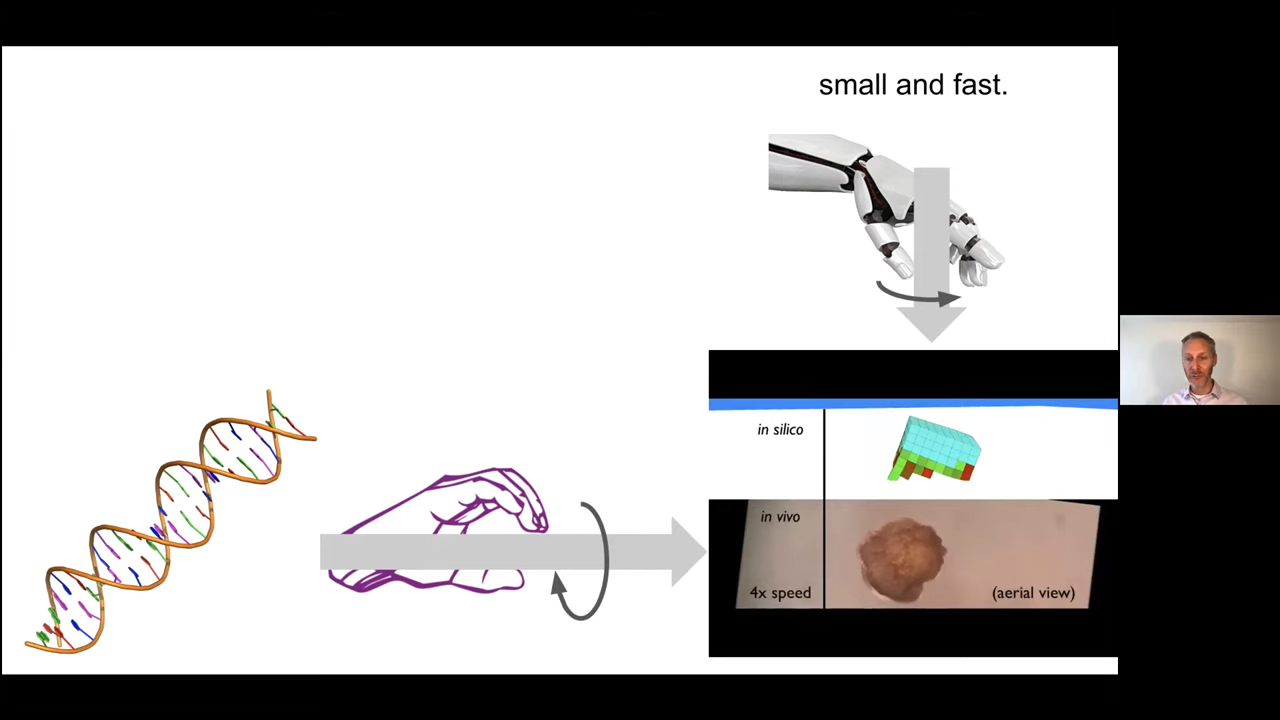 small and fast.
in silico
in vivo
4x speed
(aerial view)